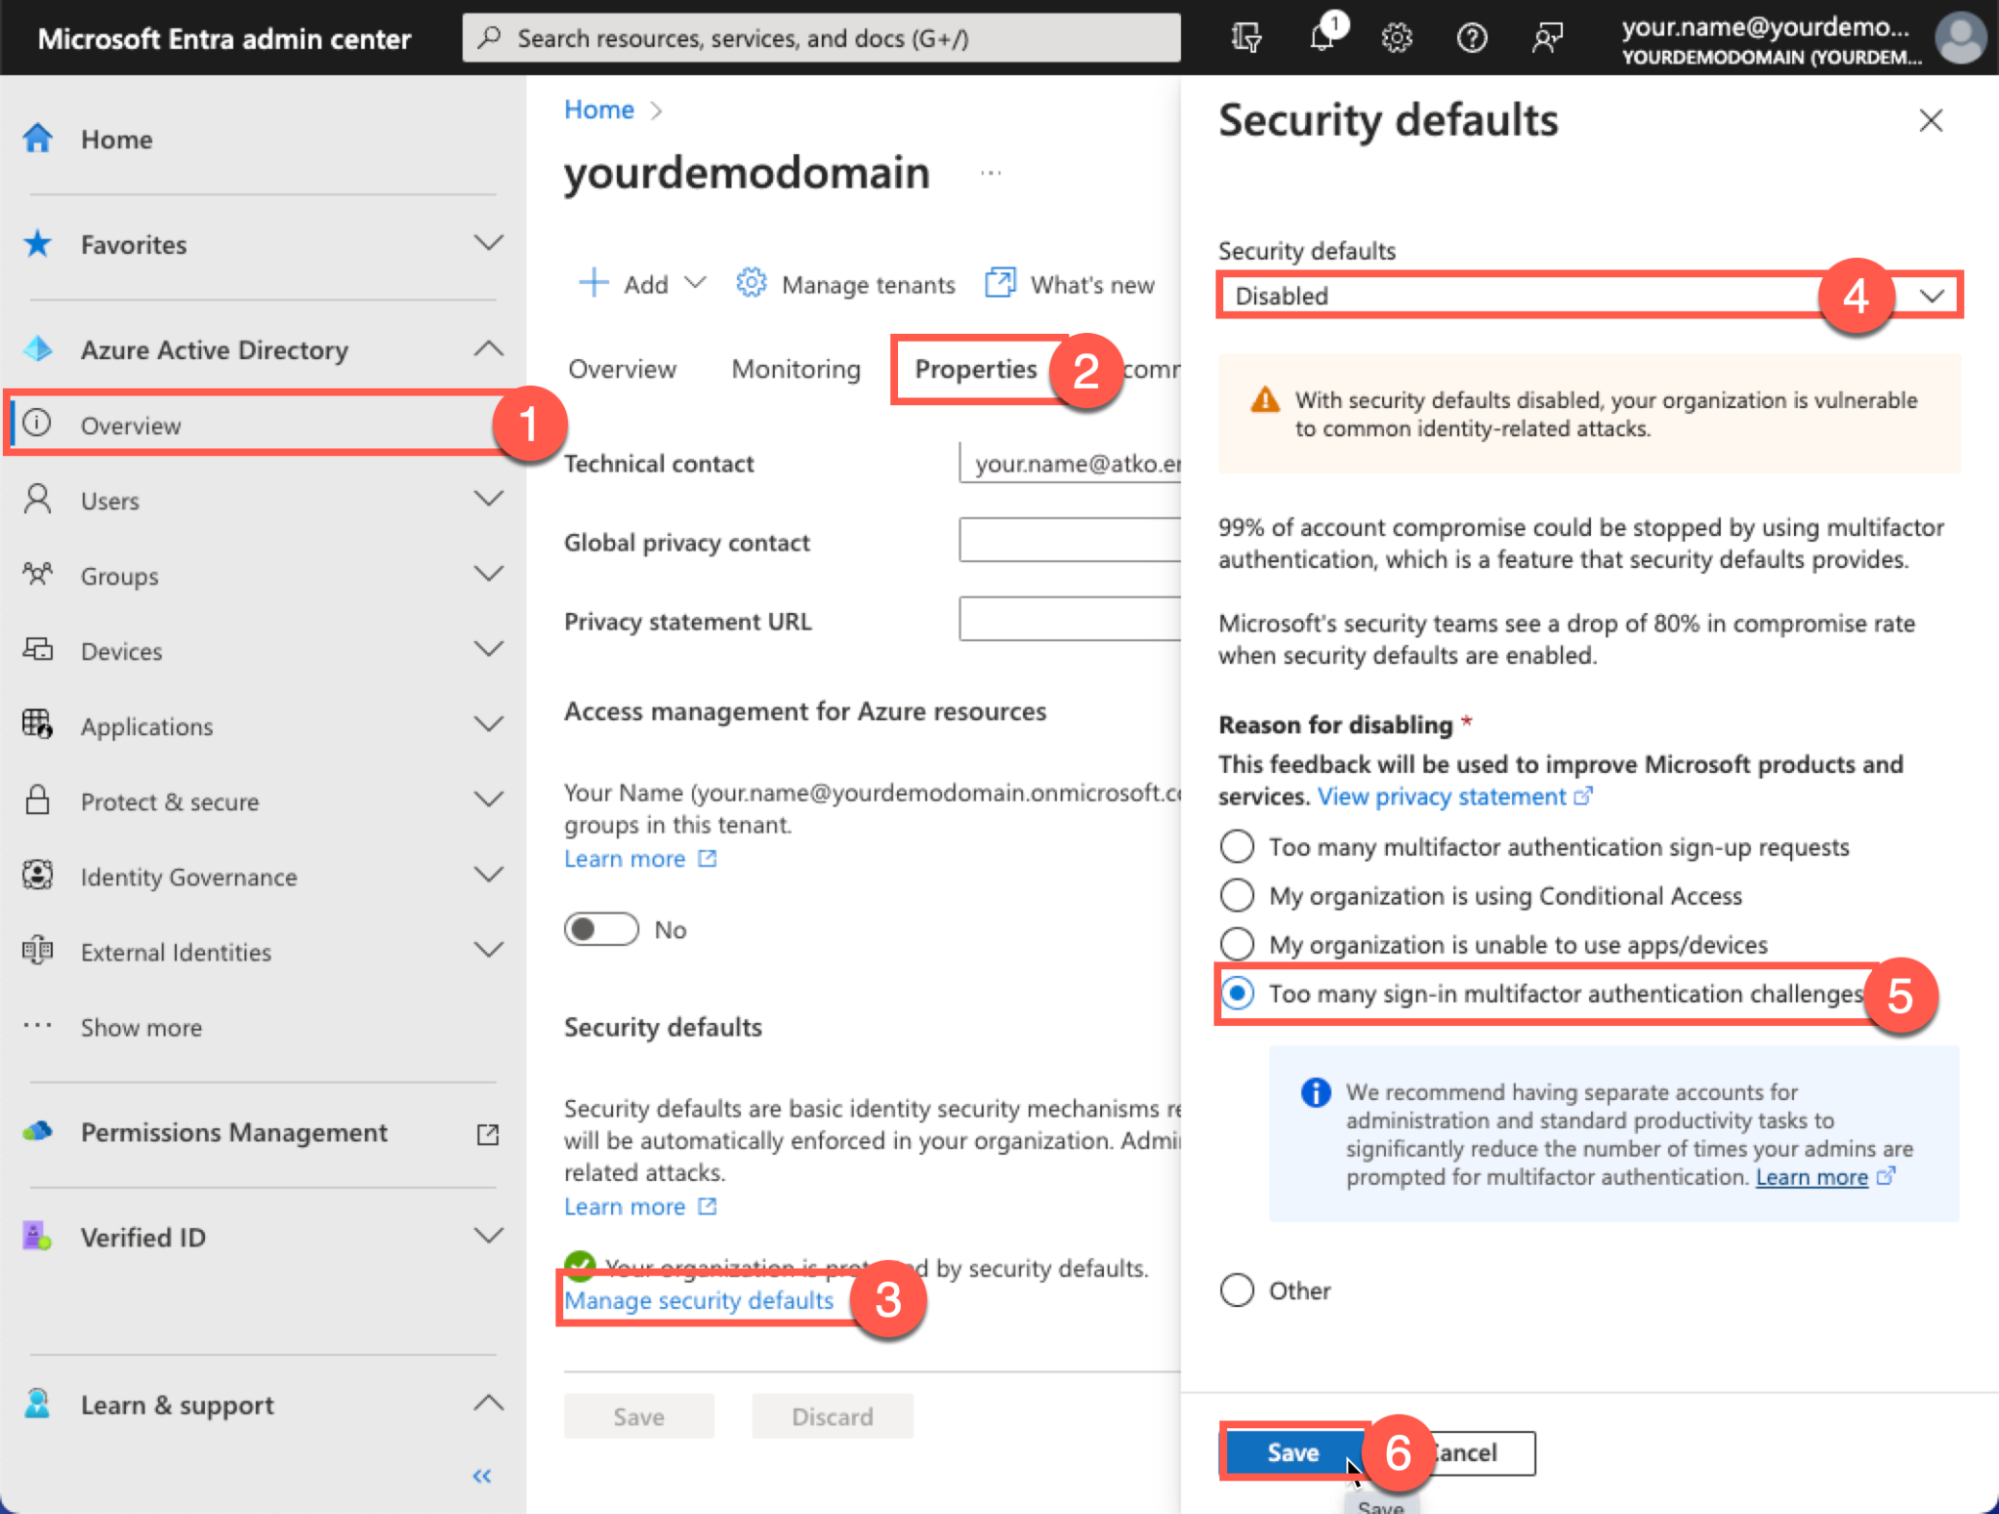 Microsoft Entra admin center
Search resources, services, and docs (G+/)
1
your.name@yourdemo...
YOURDEMODOMAIN (YOURDEM...
Home
Favorites
Azure Active Directory
Overview
1
Users
Groups
Devices
Applications
Protect & secure
Identity Governance
External Identities
Show more
Permissions Management
Verified ID
Learn & support
«
Home >
yourdemodomain ...
Add
Manage tenants
What's new
Overview
Monitoring
Properties
2
Technical contact
your.name@atko.e
Global privacy contact
Privacy statement URL
Access management for Azure resources
Your Name (your.name@yourdemodomain.onmicrosoft.c
groups in this tenant.
Learn more
No
Security defaults
Security defaults are basic identity security mechanisms re
will be automatically enforced in your organization. Admi
related attacks.
Learn more
Your organization is by security defaults.
Manage security defaults
3
Save
Discard
Security defaults
Security defaults
Disabled
4
With security defaults disabled, your organization is vulnerable
to common identity-related attacks.
99% of account compromise could be stopped by using multifactor
authentication, which is a feature that security defaults provides.
Microsoft's security teams see a drop of 80% in compromise rate
when security defaults are enabled.
Reason for disabling *
This feedback will be used to improve Microsoft products and
services. View privacy statement
Too many multifactor authentication sign-up requests
My organization is using Conditional Access
My organization is unable to use apps/devices
Too many sign-in multifactor authentication challenges
5
We recommend having separate accounts for
administration and standard productivity tasks to
significantly reduce the number of times your admins are
prompted for multifactor authentication. Learn more
Other
Save
6
Cancel
Save